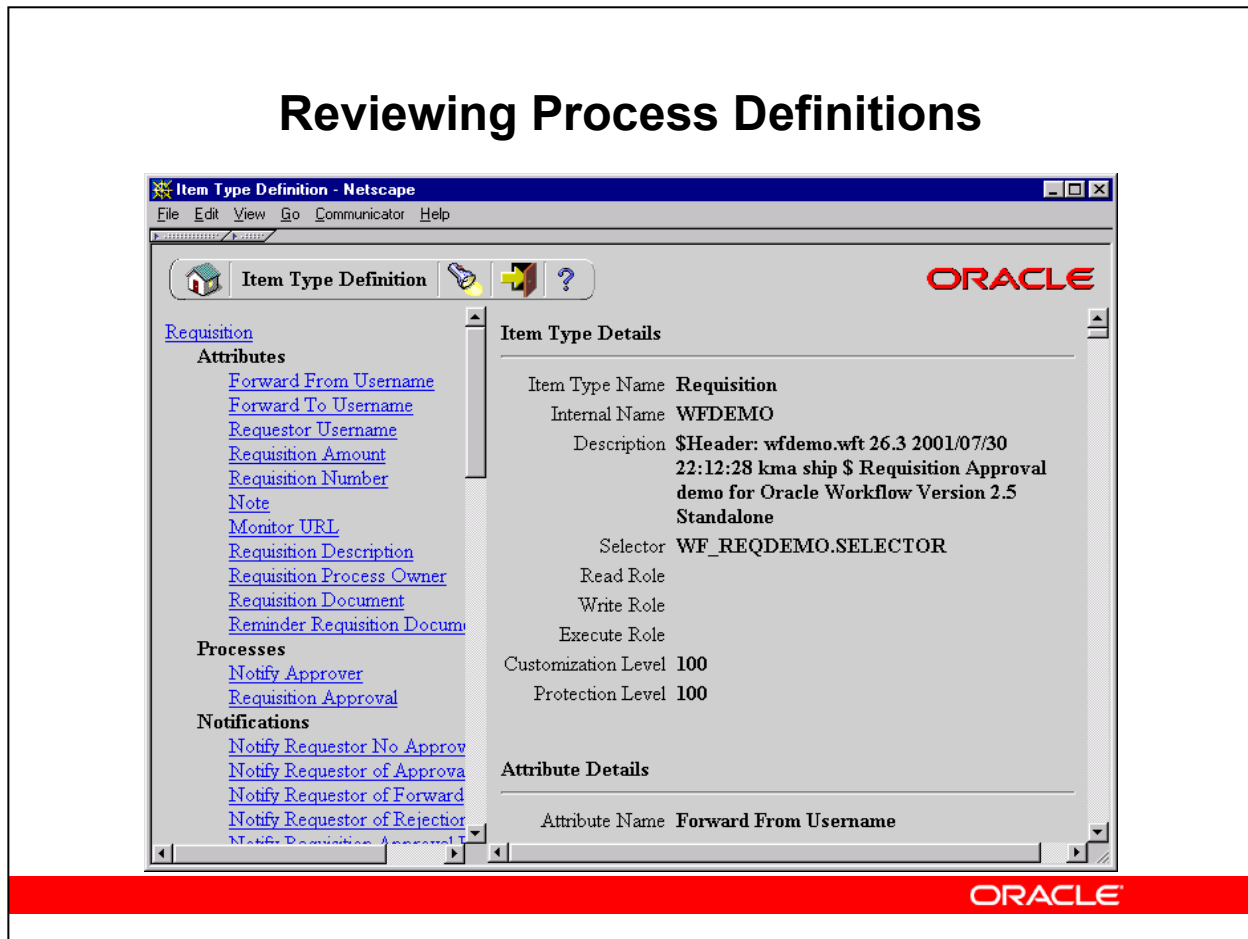 Reviewing Process Definitions
Item Type Definition - Netscape
File Edit View Go Communicator Help
Item Type Definition
?
ORACLE
Requisition
Attributes
Forward From Username
Forward To Username
Requestor Username
Requisition Amount
Requisition Number
Note
Monitor URL
Requisition Description
Requisition Process Owner
Requisition Document
Reminder Requisition Docum
Processes
Notify Approver
Requisition Approval
Notifications
Notify Requestor No Approv
Notify Requestor of Approva
Notify Requestor of Forward
Notify Requestor of Rejection
Notify Requisition Approval
Item Type Details
Item Type Name Requisition
Internal Name WFDEMO
Description $Header: wfdemo.wft 26.3 2001/07/30
22:12:28 kma ship $ Requisition Approval
demo for Oracle Workflow Version 2.5
Standalone
Selector WF_REQDEMO.SELECTOR
Read Role
Write Role
Execute Role
Customization Level 100
Protection Level 100
Attribute Details
Attribute Name Forward From Username
ORACLE